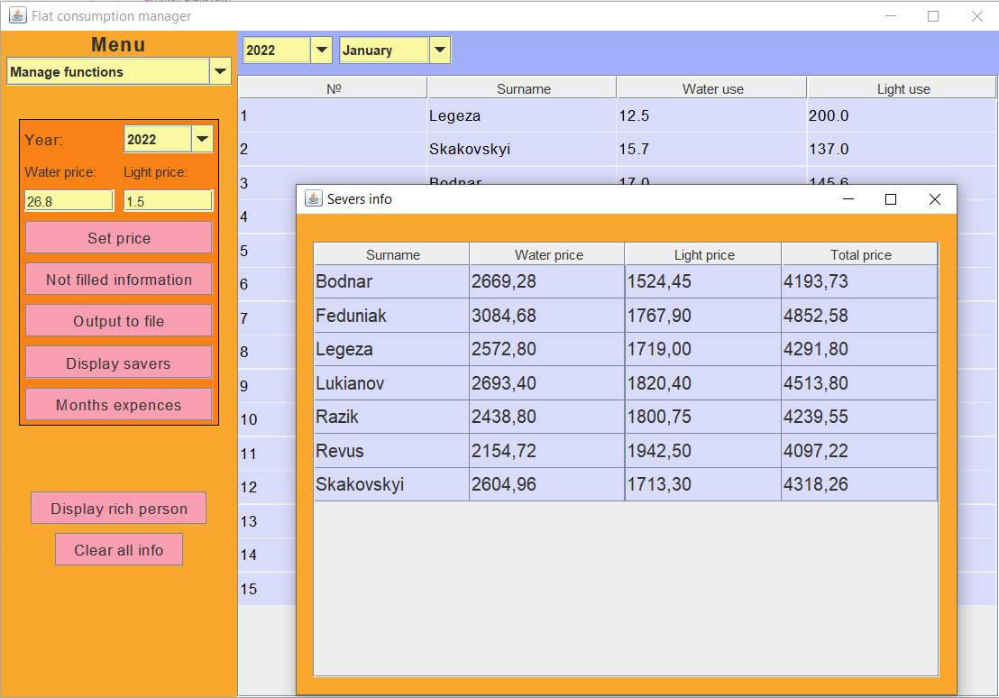 Flat consumption manager
Menu
Manage functions
Year: 2022
Water price: Light price:
26.8 1.5
Set price
Not filled information
Output to file
Display savers
Months expences
Display rich person
Clear all info
2022 January
№ Surname Water use Light use
1 Legeza 12.5 200.0
2 Skakovskyi 15.7 137.0
3 Bodnar 17.0 145.6
4
5
6
7
8
9
10
11
12
13
14
15
Severs info
Surname Water price Light price Total price
Bodnar 2669,28 1524,45 4193,73
Feduniak 3084,68 1767,90 4852,58
Legeza 2572,80 1719,00 4291,80
Lukianov 2693,40 1820,40 4513,80
Razik 2438,80 1800,75 4239,55
Revus 2154,72 1942,50 4097,22
Skakovskyi 2604,96 1713,30 4318,26